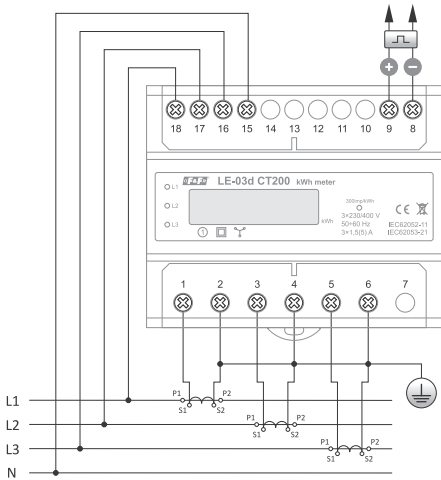 + −
18 17 16 15 14 13 12 11 10 9 8
L1
L2
L3
F&F LE-03d CT200 kWh meter
kWh
300imp/kWh
3×230/400 V
50÷60 Hz
3×1,5(5) A
CE
IEC62052-11
IEC62053-21
1
1 2 3 4 5 6 7
L1 P1 P2
S1 S2
L2 P1 P2
S1 S2
L3 P1 P2
S1 S2
N